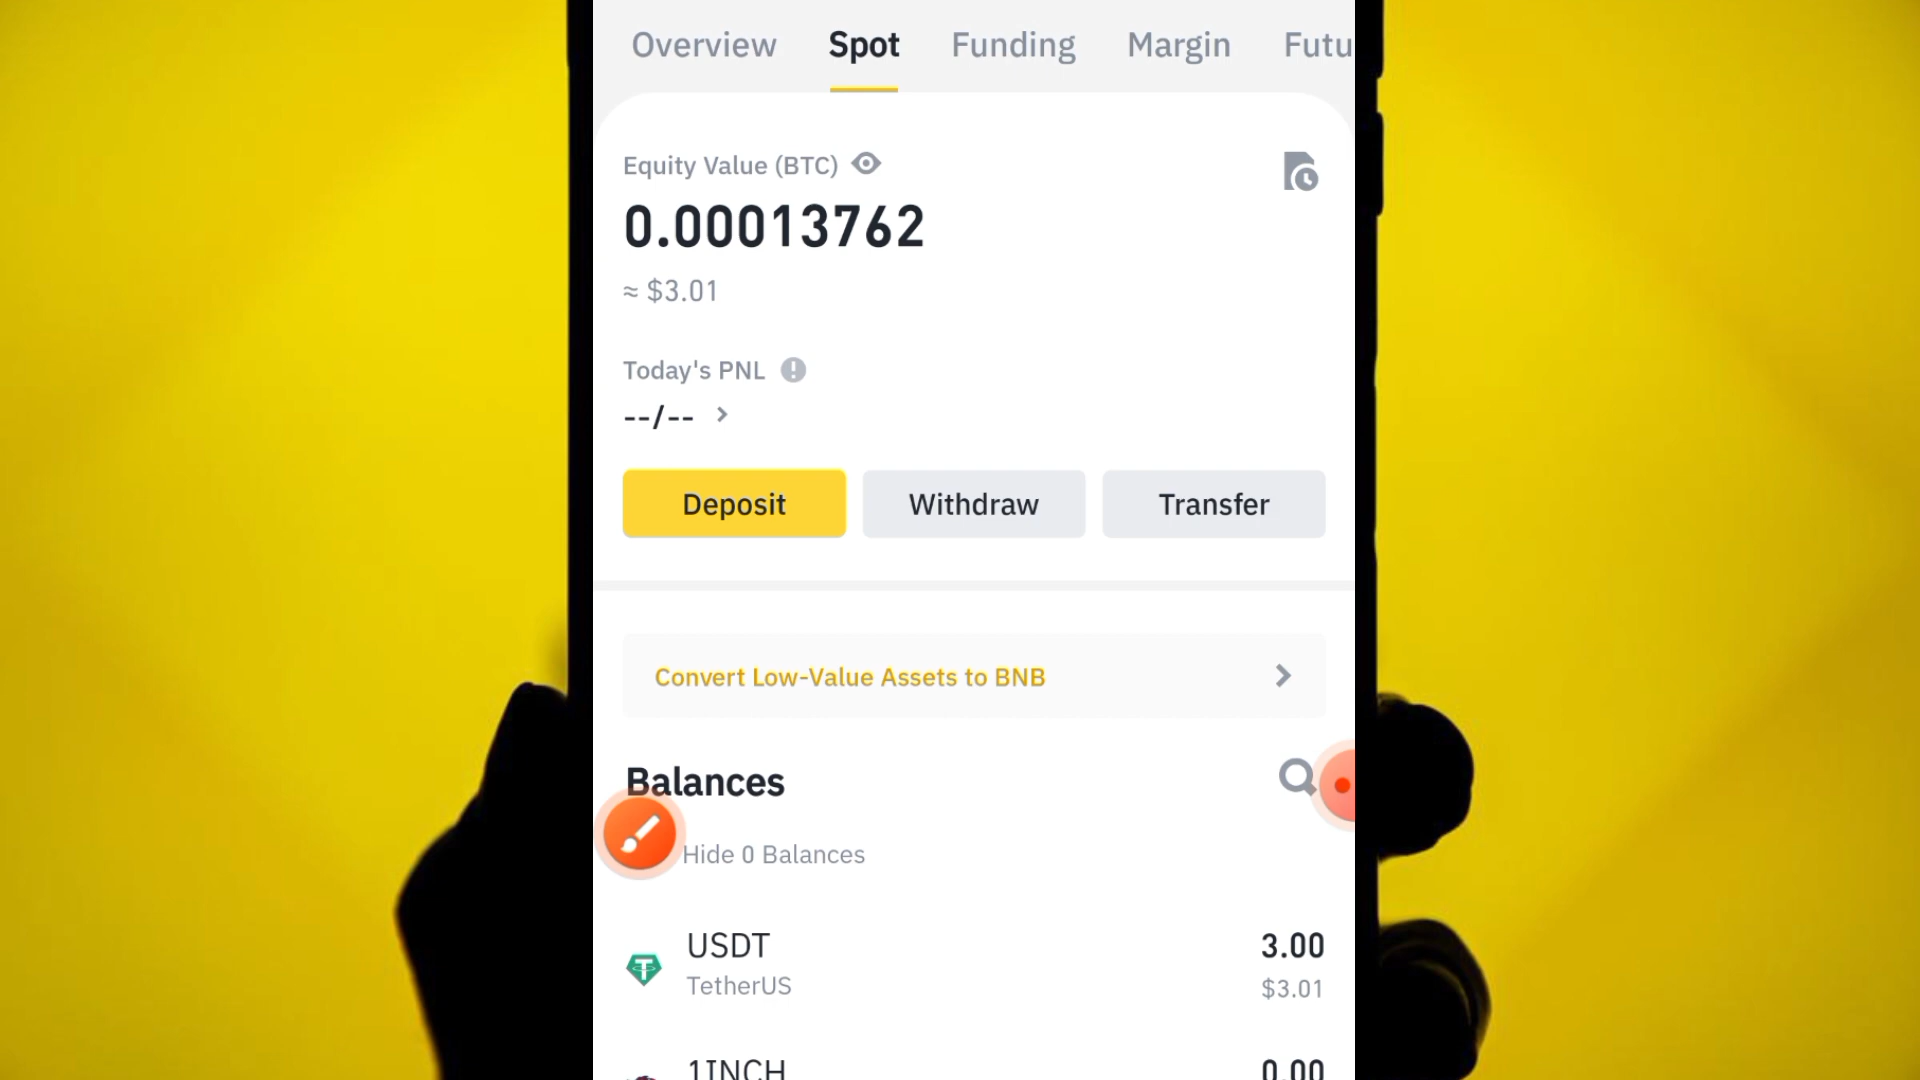 Overview Spot Funding Margin Futu
Equity Value (BTC)
0.00013762
≈ $3.01
Today's PNL
--/--
Deposit Withdraw Transfer
Convert Low-Value Assets to BNB
Balances
Hide 0 Balances
USDT 3.00
TetherUS $3.01
1INCH 0.00